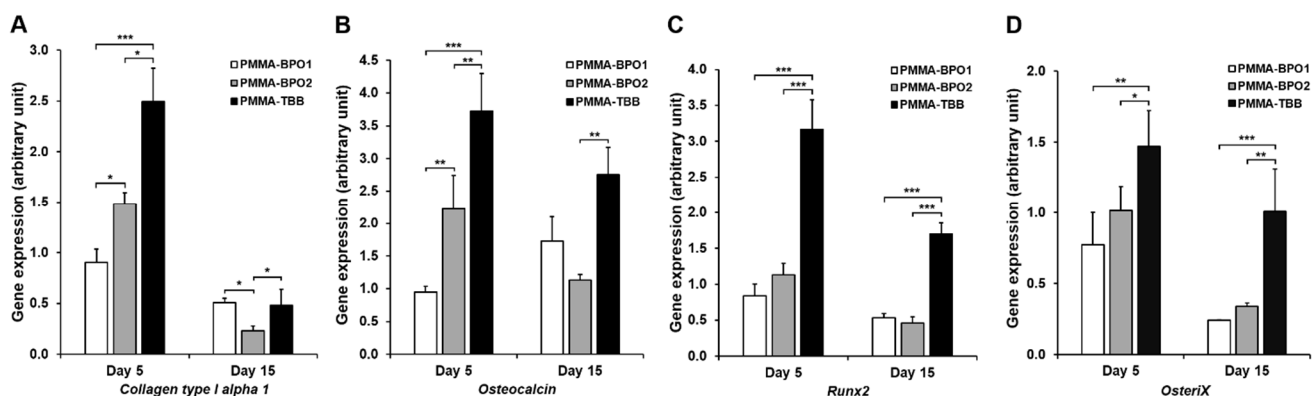 A
Gene expression (arbitrary unit)
3.0
2.5
2.0
1.5
1.0
0.5
0.0
***
*
*
*
*
PMMA-BPO1
PMMA-BPO2
PMMA-TBB
Day 5
Day 15
Collagen type I alpha 1
B
Gene expression (arbitrary unit)
4.5
4.0
3.5
3.0
2.5
2.0
1.5
1.0
0.5
0.0
***
**
**
**
PMMA-BPO1
PMMA-BPO2
PMMA-TBB
Day 5
Day 15
Osteocalcin
C
Gene expression (arbitrary unit)
4.0
3.5
3.0
2.5
2.0
1.5
1.0
0.5
0.0
***
***
***
***
PMMA-BPO1
PMMA-BPO2
PMMA-TBB
Day 5
Day 15
Runx2
D
Gene expression (arbitrary unit)
2.0
1.5
1.0
0.5
0.0
**
*
***
**
PMMA-BPO1
PMMA-BPO2
PMMA-TBB
Day 5
Day 15
OsteriX